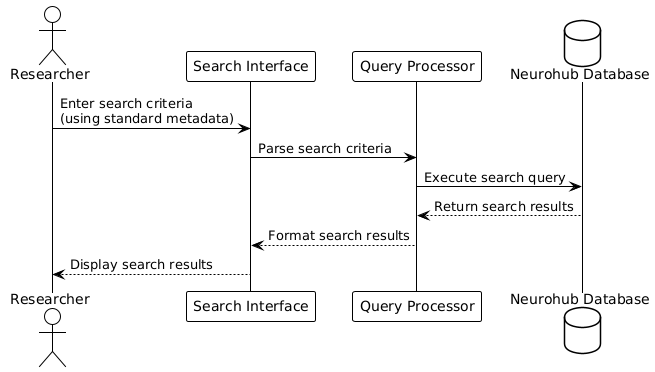 Researcher
Search Interface
Query Processor
Neurohub Database
Enter search criteria
(using standard metadata)
Parse search criteria
Execute search query
Return search results
Format search results
Display search results
Researcher
Search Interface
Query Processor
Neurohub Database